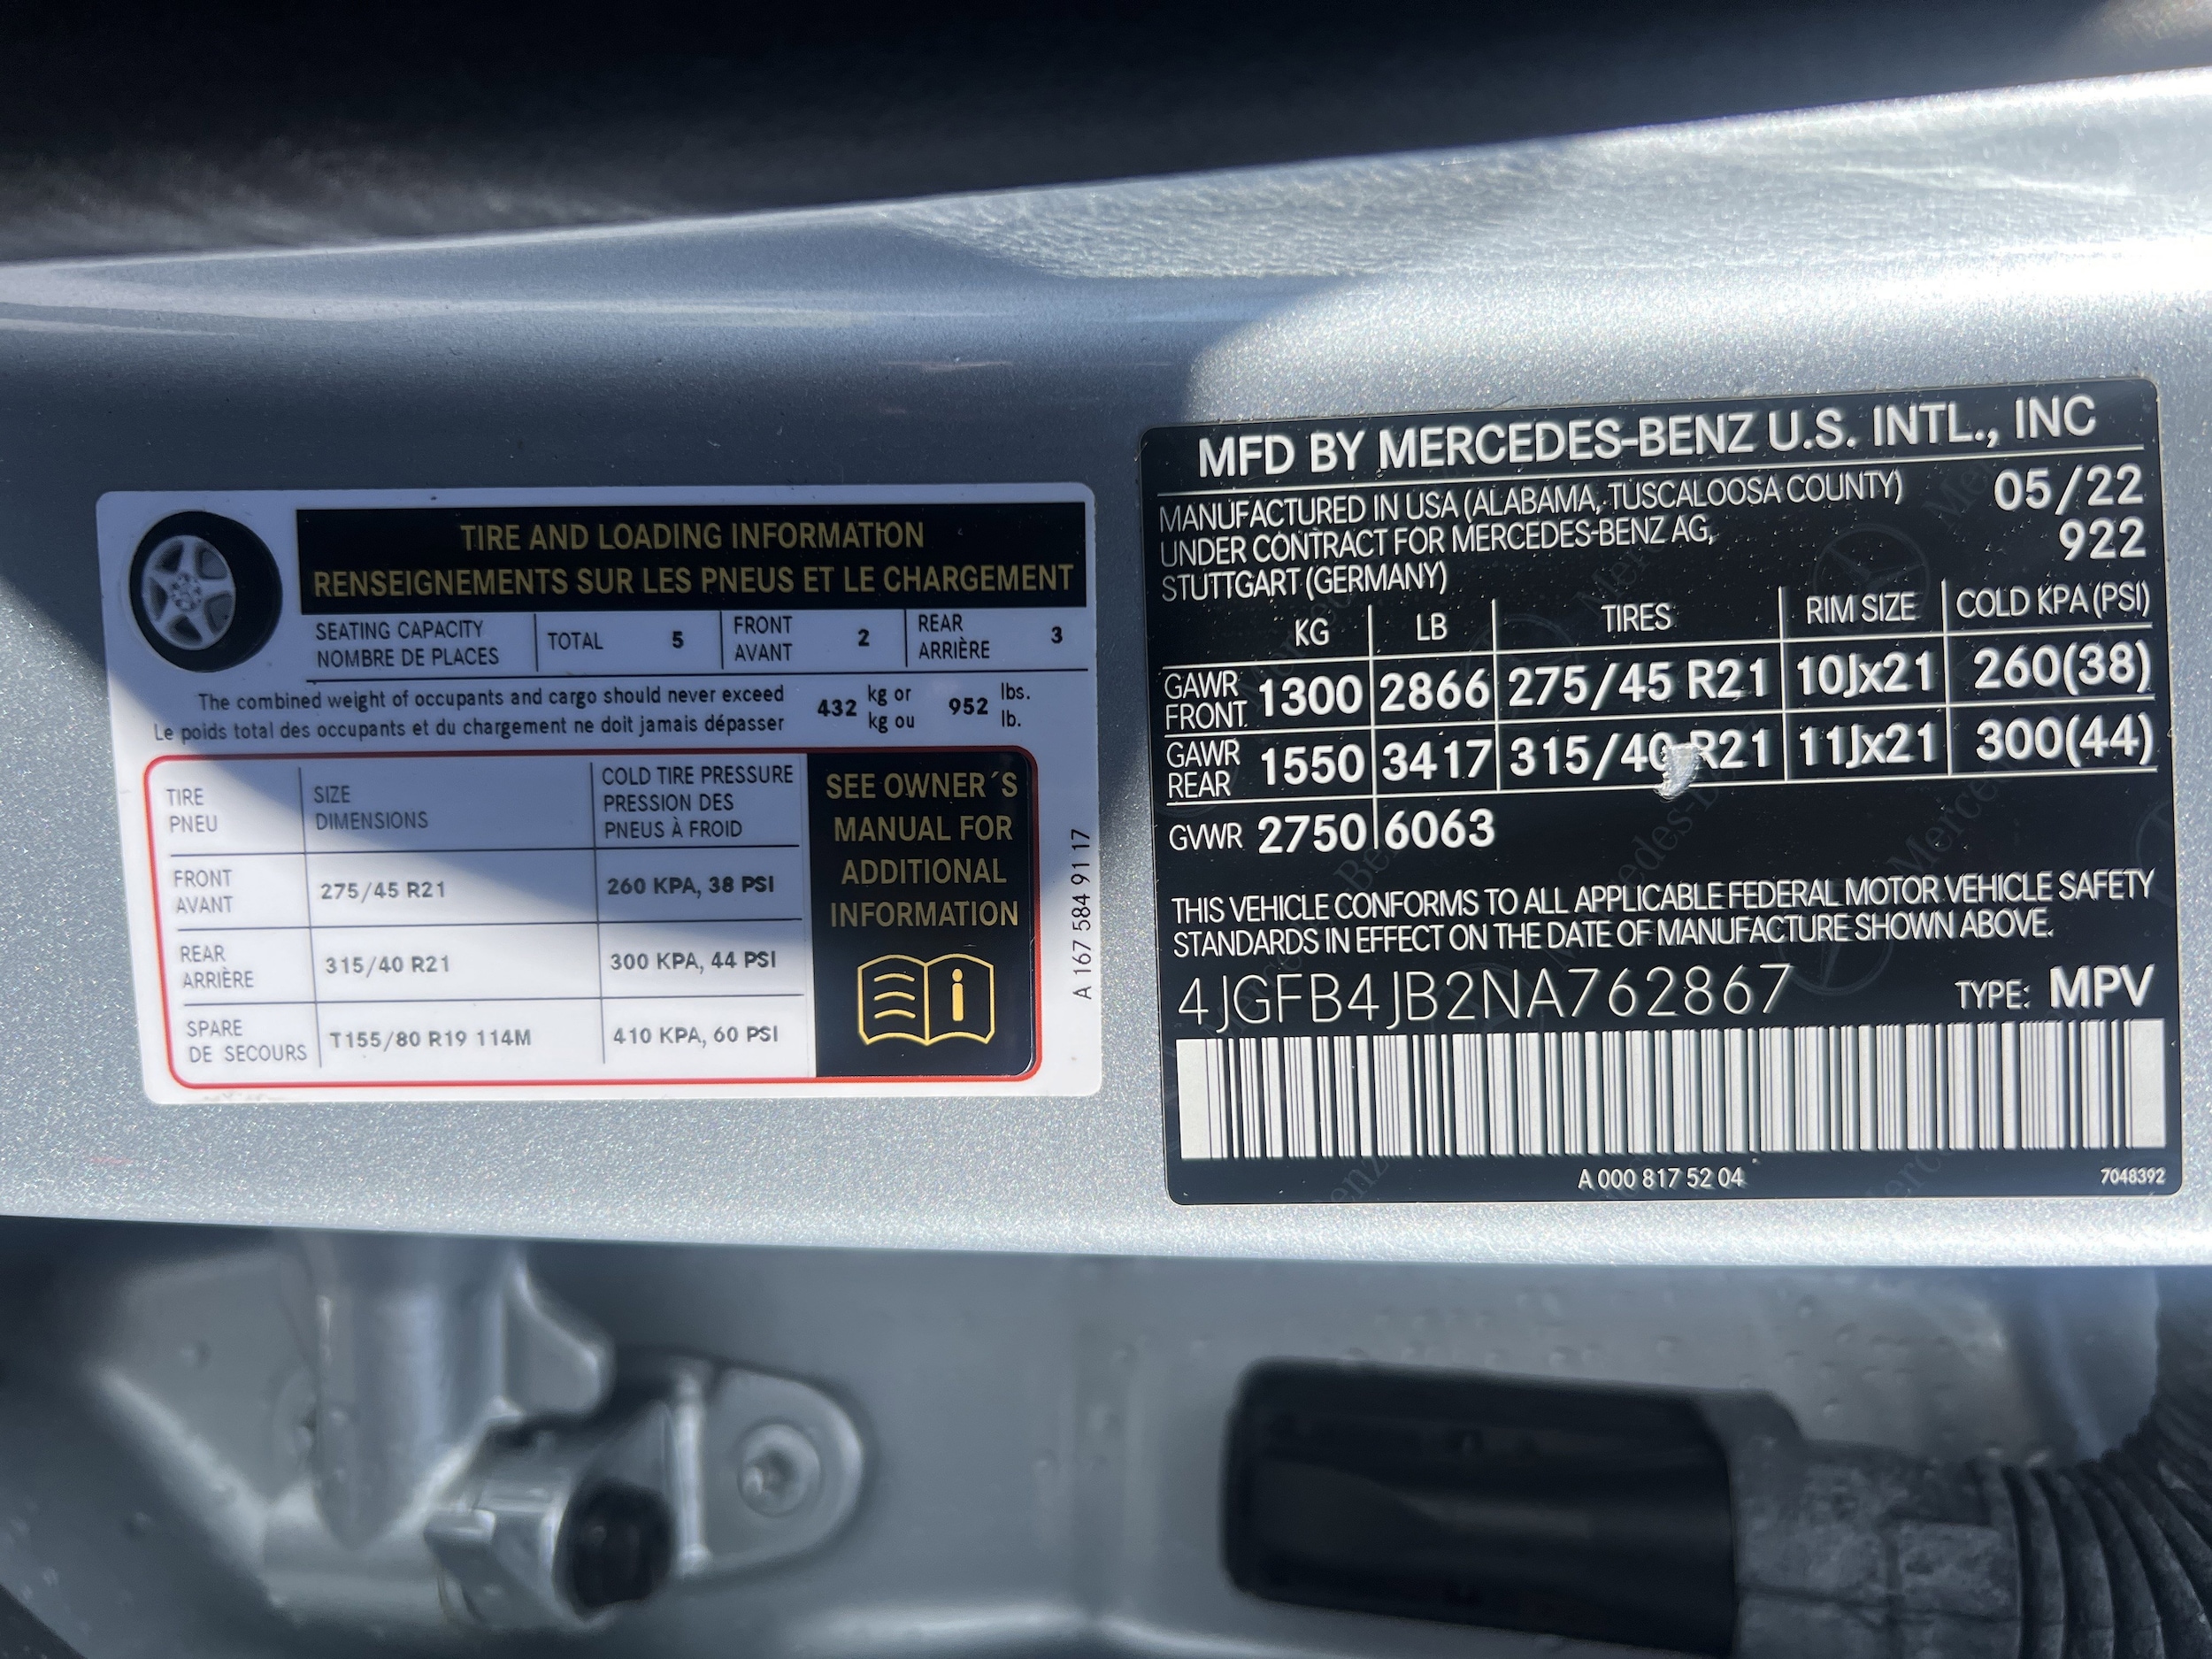 TIRE AND LOADING INFORMATION
RENSEIGNEMENTS SUR LES PNEUS ET LE CHARGEMENT
SEATING CAPACITY
NOMBRE DE PLACES
TOTAL 5
FRONT
AVANT
2
REAR
ARRIÈRE
3
The combined weight of occupants and cargo should never exceed
Le poids total des occupants et du chargement ne doit jamais dépasser
432 kg or
kg ou
952 lbs.
lb.
TIRE
PNEU
SIZE
DIMENSIONS
COLD TIRE PRESSURE
PRESSION DES
PNEUS À FROID
FRONT
AVANT
275/45 R21
260 KPA, 38 PSI
REAR
ARRIÈRE
315/40 R21
300 KPA, 44 PSI
SPARE
DE SECOURS
T155/80 R19 114M
410 KPA, 60 PSI
SEE OWNER´S
MANUAL FOR
ADDITIONAL
INFORMATION
A 167 584 91 17
MFD BY MERCEDES-BENZ U.S. INTL., INC
MANUFACTURED IN USA (ALABAMA, TUSCALOOSA COUNTY) 05/22
UNDER CONTRACT FOR MERCEDES-BENZ AG, 922
STUTTGART (GERMANY)
KG LB TIRES RIM SIZE COLD KPA (PSI)
GAWR
FRONT
1300 2866 275/45 R21 10Jx21 260(38)
GAWR
REAR
1550 3417 315/40 R21 11Jx21 300(44)
GVWR 2750 6063
THIS VEHICLE CONFORMS TO ALL APPLICABLE FEDERAL MOTOR VEHICLE SAFETY
STANDARDS IN EFFECT ON THE DATE OF MANUFACTURE SHOWN ABOVE.
4JGFB4JB2NA762867 TYPE: MPV
A 000 817 52 04 7048392